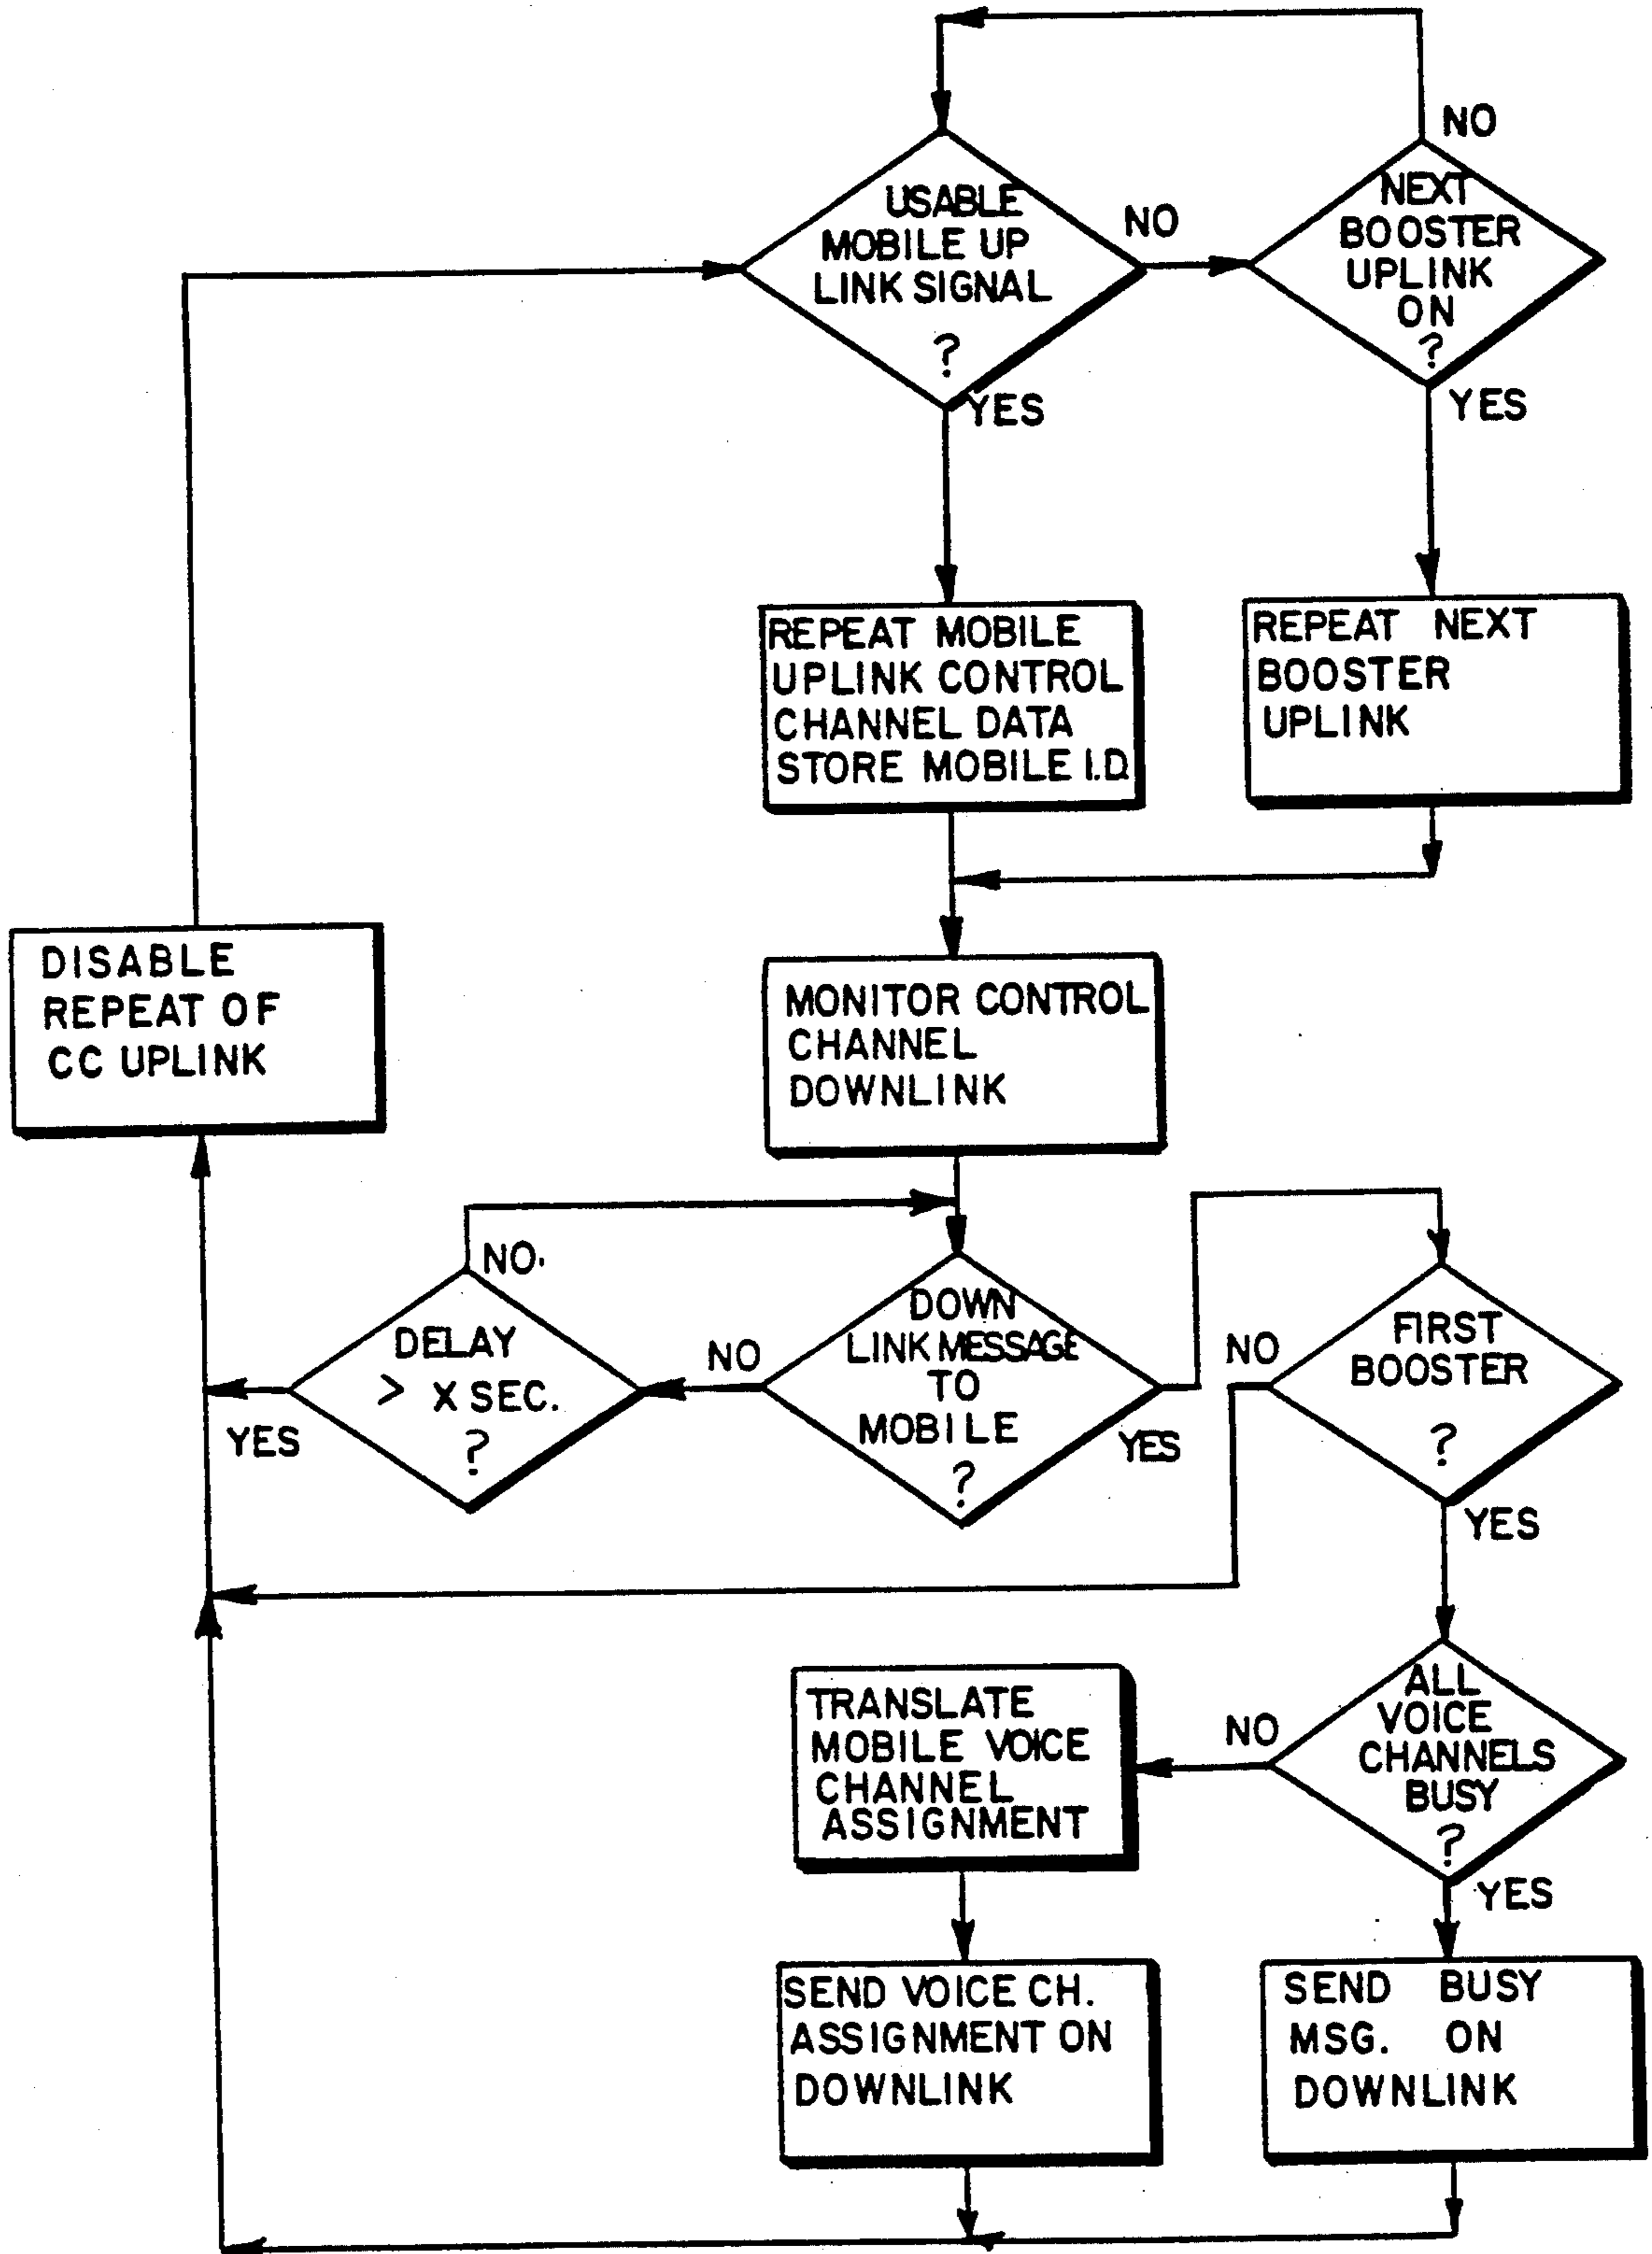 NO
USABLE
MOBILE UP
LINK SIGNAL
?
NO
NEXT
BOOSTER
UPLINK
ON
?
YES
YES
REPEAT MOBILE
UPLINK CONTROL
CHANNEL DATA
STORE MOBILE I.D.
REPEAT NEXT
BOOSTER
UPLINK
DISABLE
REPEAT OF
CC UPLINK
MONITOR CONTROL
CHANNEL
DOWNLINK
NO.
DELAY
> X SEC.
?
YES
NO
DOWN
LINK MESSAGE
TO
MOBILE
?
YES
NO
FIRST
BOOSTER
?
YES
TRANSLATE
MOBILE VOICE
CHANNEL
ASSIGNMENT
NO
ALL
VOICE
CHANNELS
BUSY
?
YES
SEND VOICE CH.
ASSIGNMENT ON
DOWNLINK
SEND BUSY
MSG. ON
DOWNLINK